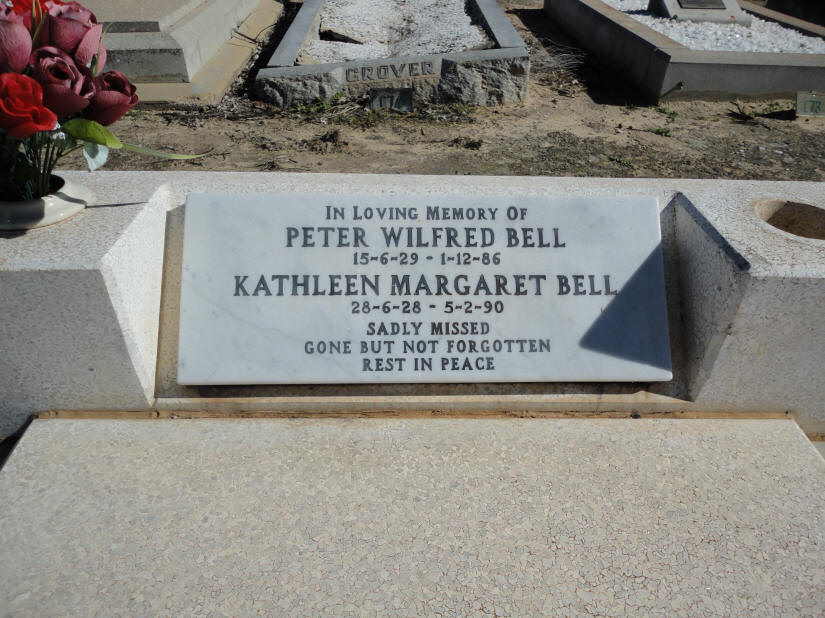 GROVER
IN LOVING MEMORY OF
PETER WILFRED BELL
15-6-29 - 1-12-86
KATHLEEN MARGARET BELL
28-6-28 - 5-2-90
SADLY MISSED
GONE BUT NOT FORGOTTEN
REST IN PEACE